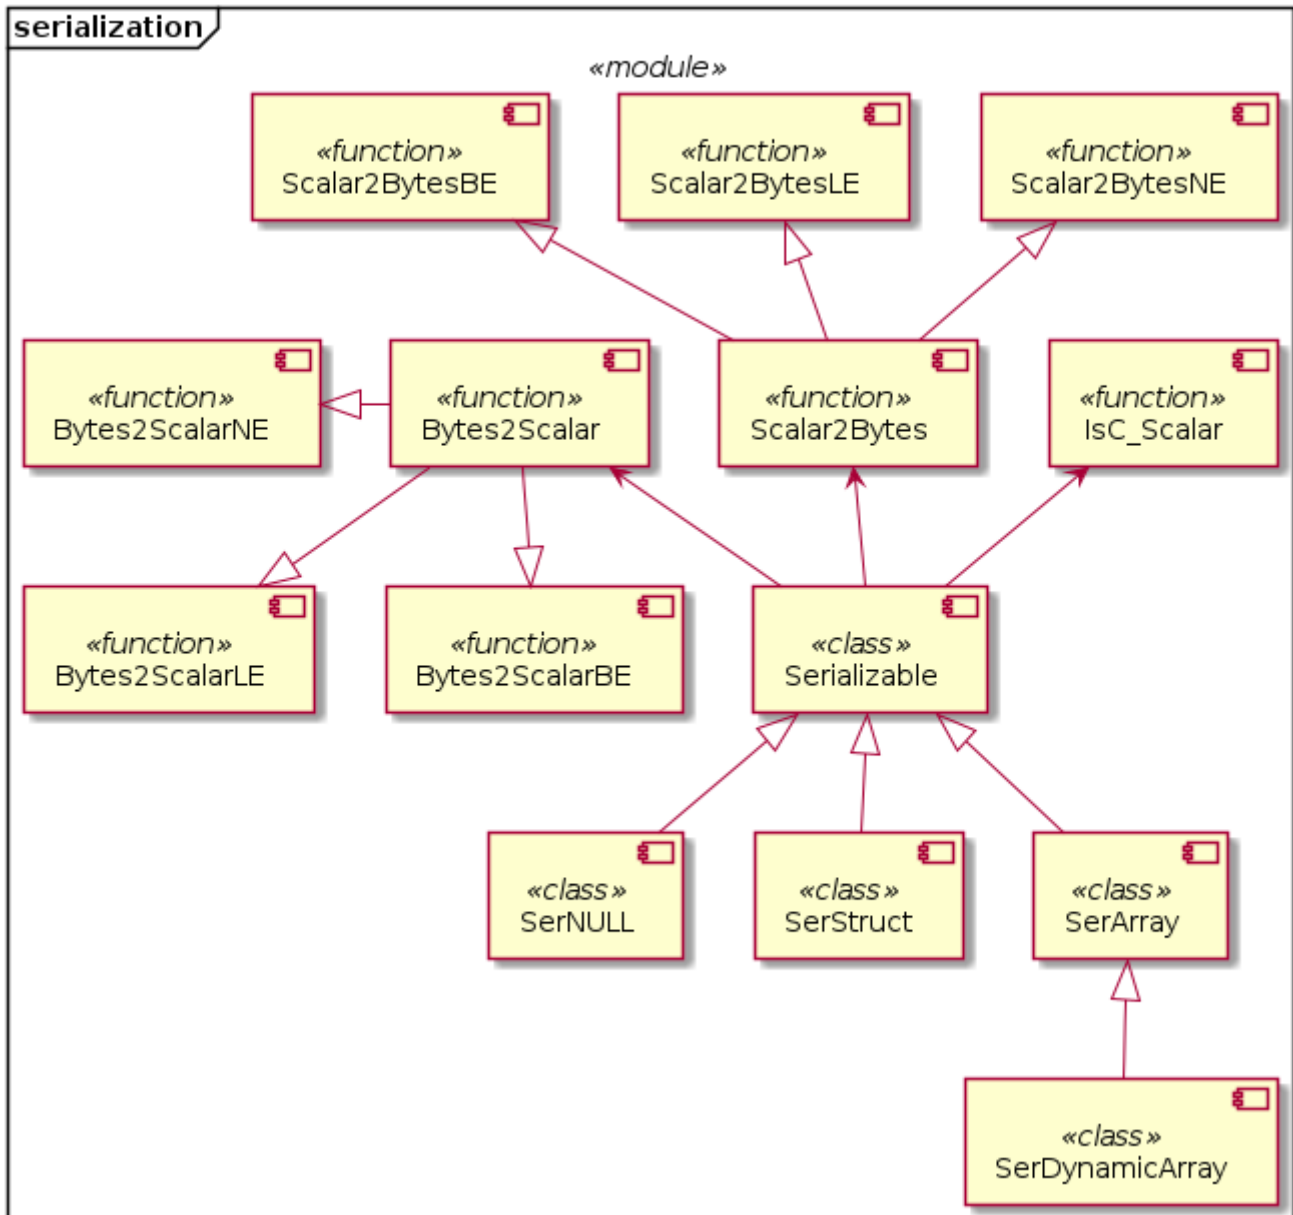 serialization
«module»
«function»
Scalar2BytesBE
«function»
Scalar2BytesLE
«function»
Scalar2BytesNE
«function»
Bytes2ScalarNE
«function»
Bytes2Scalar
«function»
Scalar2Bytes
«function»
IsC_Scalar
«function»
Bytes2ScalarLE
«function»
Bytes2ScalarBE
«class»
Serializable
«class»
SerNULL
«class»
SerStruct
«class»
SerArray
«class»
SerDynamicArray